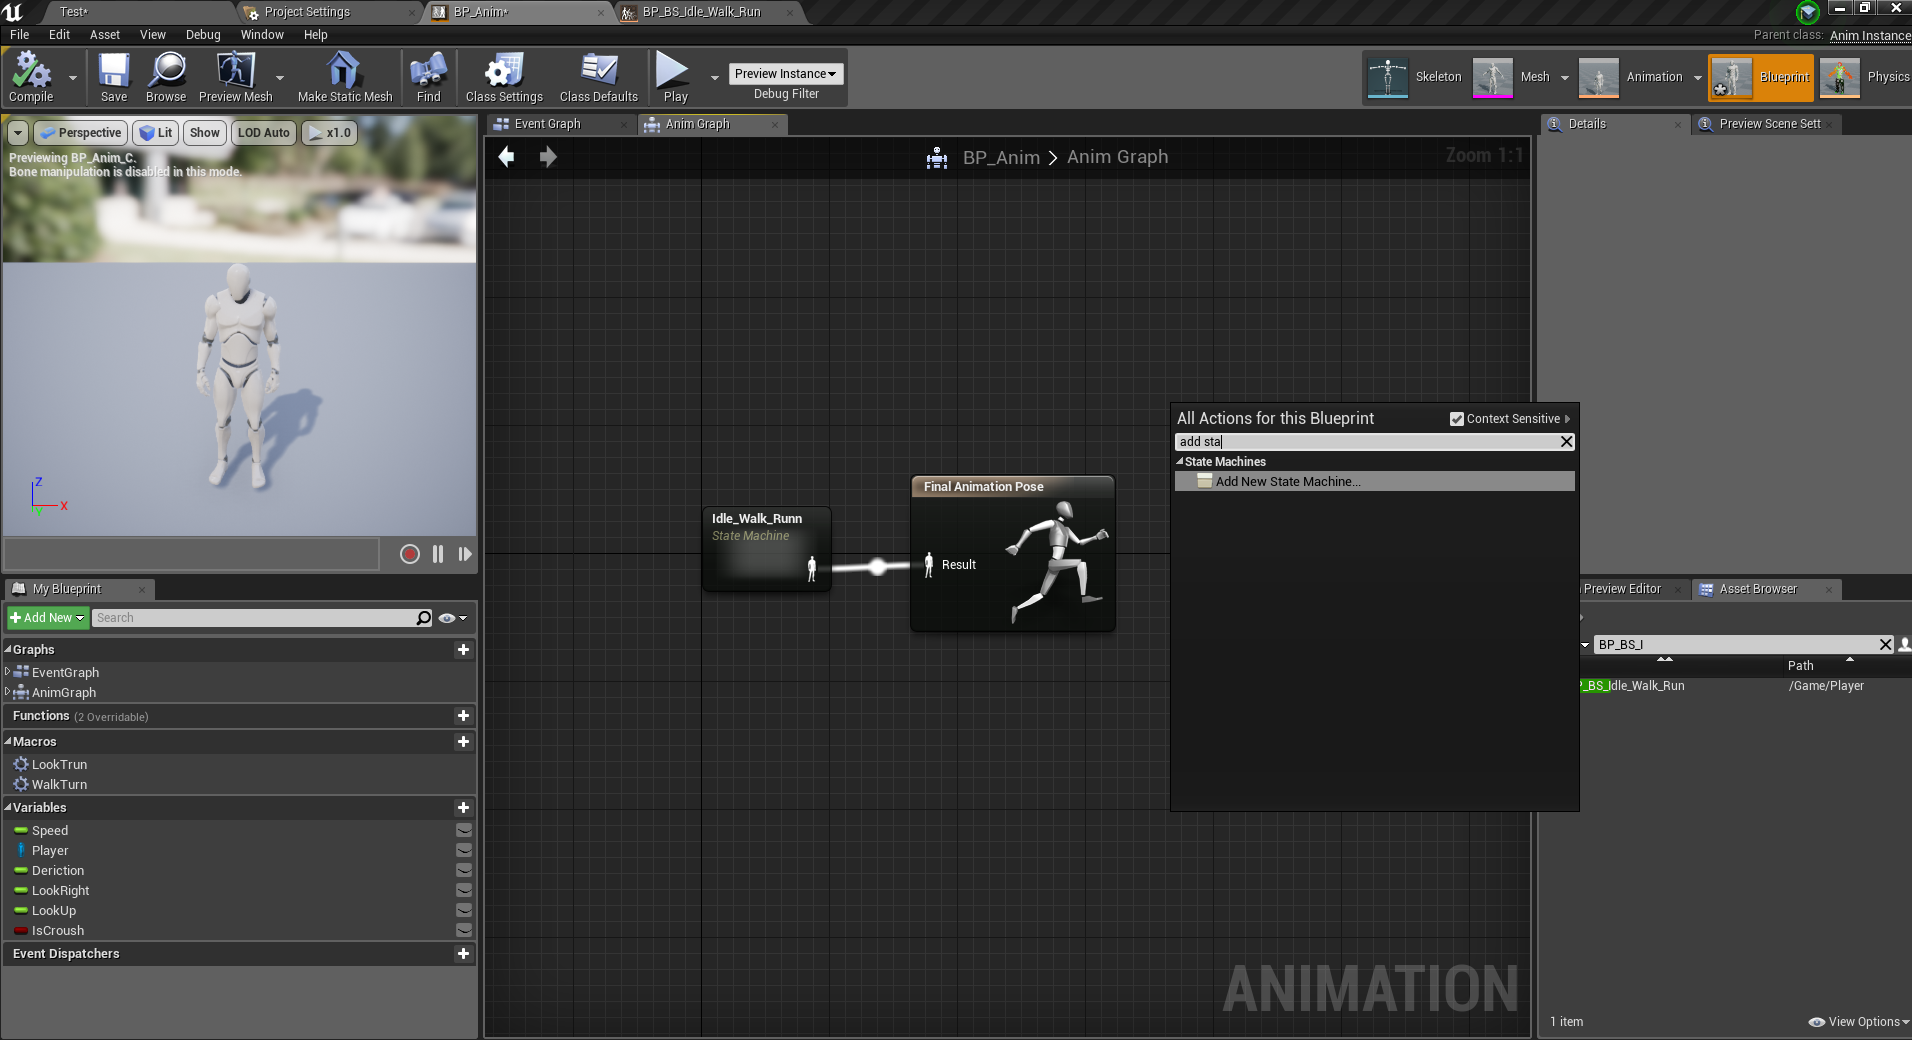 Test*
Project Settings
BP_Anim*
BP_BS_Idle_Walk_Run
File Edit Asset View Debug Window Help
Parent class: Anim Instance
Compile
Save
Browse
Preview Mesh
Make Static Mesh
Find
Class Settings
Class Defaults
Play
Preview Instance
Debug Filter
Skeleton
Mesh
Animation
Blueprint
Physics
Perspective
Lit
Show
LOD Auto
x1.0
Previewing BP_Anim_C.
Bone manipulation is disabled in this mode.
Z
X
Y
Event Graph
Anim Graph
BP_Anim > Anim Graph
Zoom 1:1
Idle_Walk_Runn
State Machine
Final Animation Pose
Result
All Actions for this Blueprint
Context Sensitive
add sta
State Machines
Add New State Machine...
ANIMATION
My Blueprint
Add New
Search
Graphs
EventGraph
AnimGraph
Functions (2 Overridable)
Macros
LookTrun
WalkTurn
Variables
Speed
Player
Deriction
LookRight
LookUp
IsCroush
Event Dispatchers
Details
Preview Scene Sett
Preview Editor
Asset Browser
BP_BS_I
Path
P_BS_Idle_Walk_Run
/Game/Player
1 item
View Options